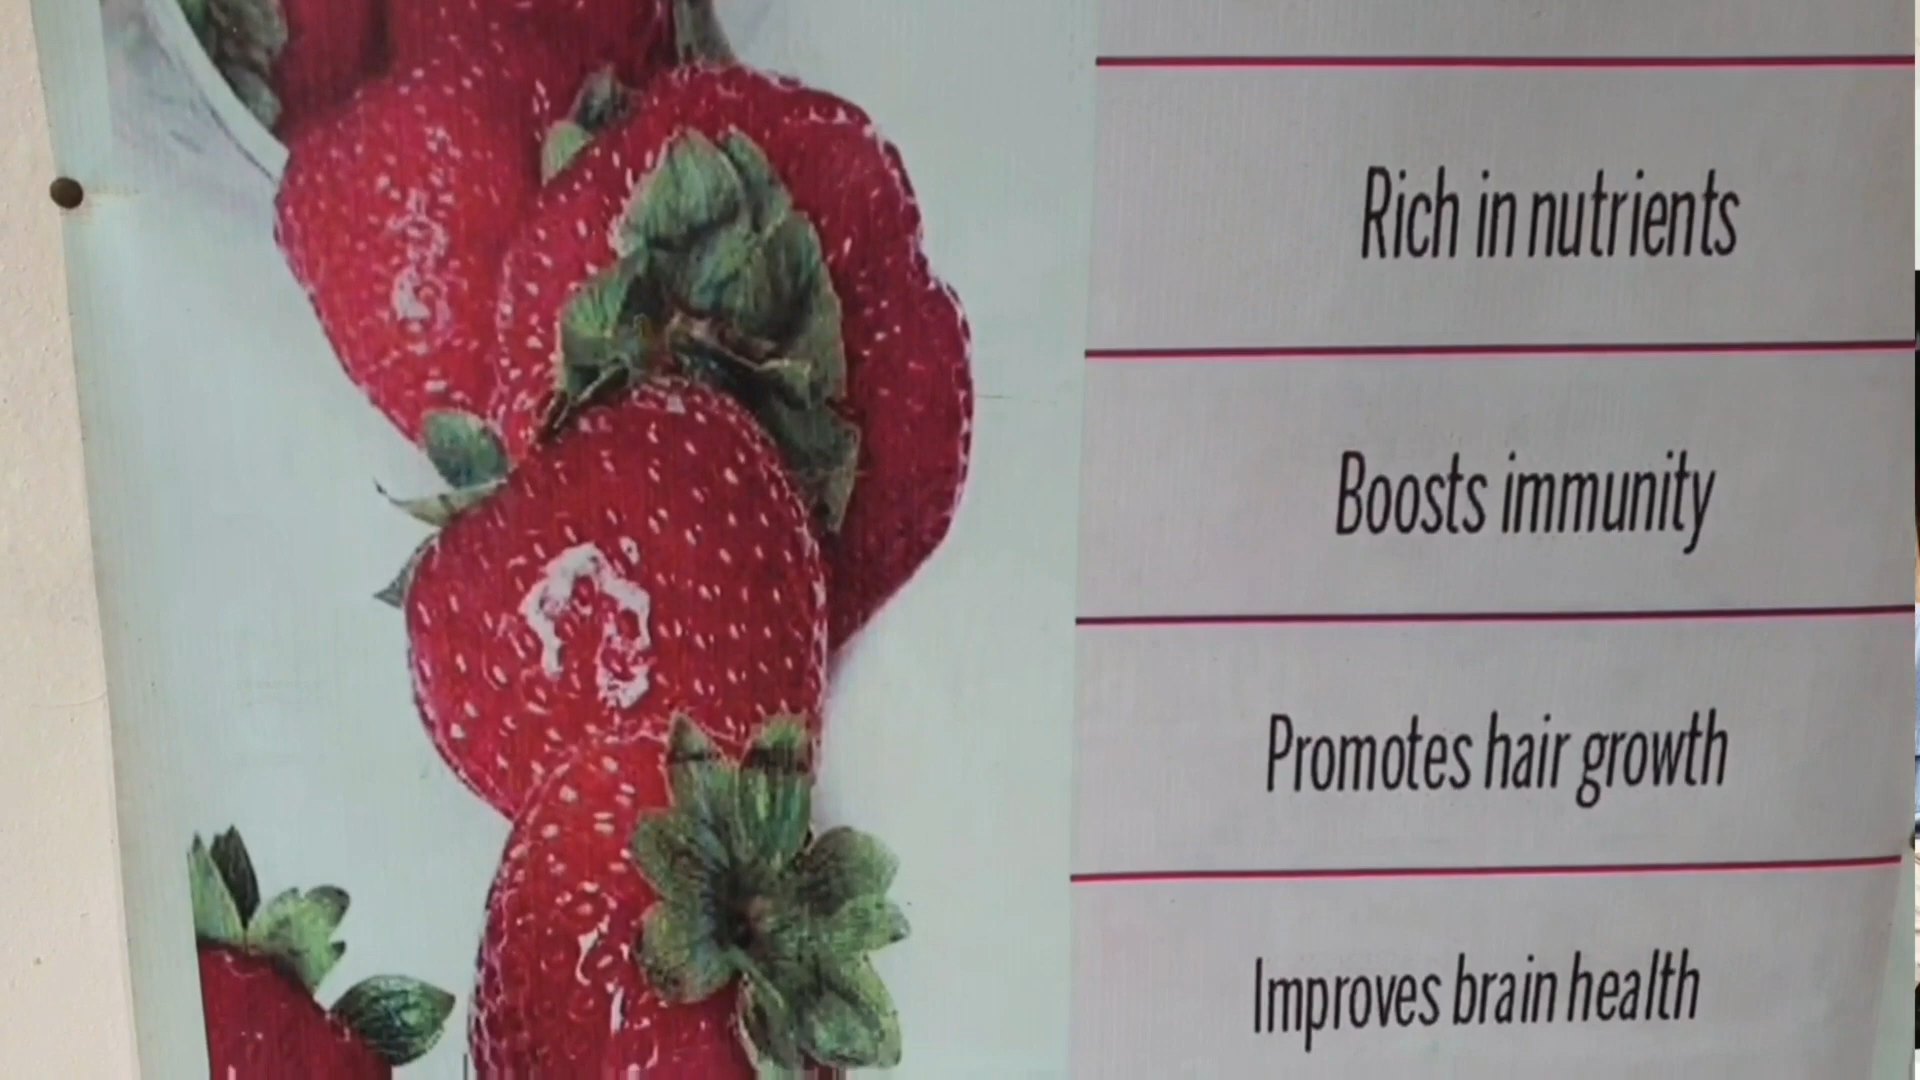 Rich in nutrients
Boosts immunity
Promotes hair growth
Improves brain health